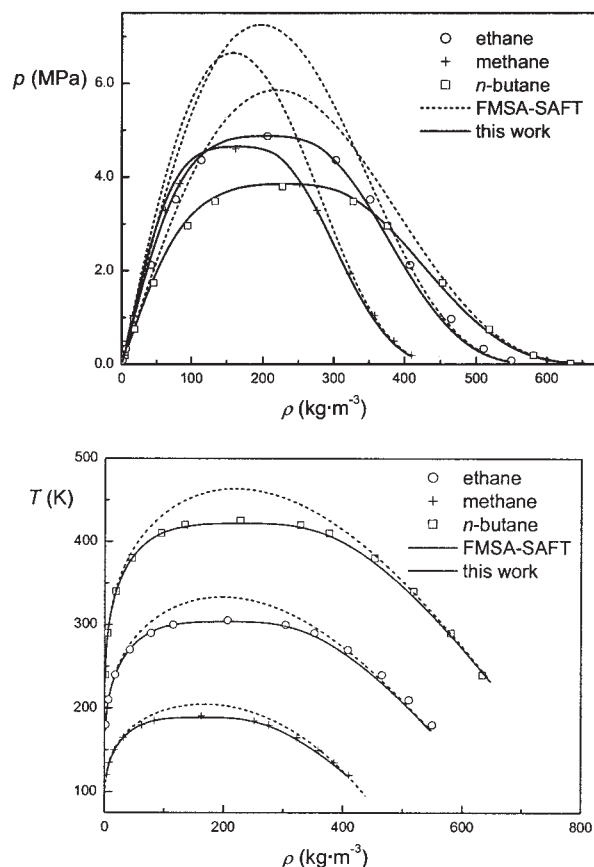 p (MPa)
6.0
4.0
2.0
0.0
ethane
methane
n-butane
FMSA-SAFT
this work
0 100 200 300 400 500 600
ρ (kg·m⁻³)
T (K)
500
400
300
200
100
ethane
methane
n-butane
FMSA-SAFT
this work
0 200 400 600 800
ρ (kg·m⁻³)